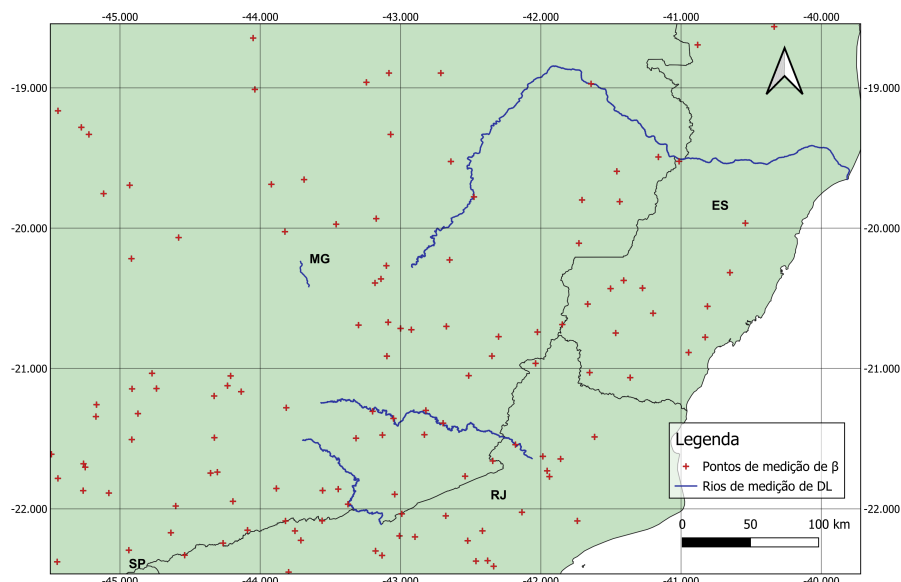 -45.000 -44.000 -43.000 -42.000 -41.000 -40.000
-19.000 -19.000
ES
-20.000 -20.000
MG
-21.000 -21.000
Legenda
Pontos de medição de β
Rios de medição de DL
RJ
-22.000 -22.000
0 50 100 km
SP
-45.000 -44.000 -43.000 -42.000 -41.000 -40.000